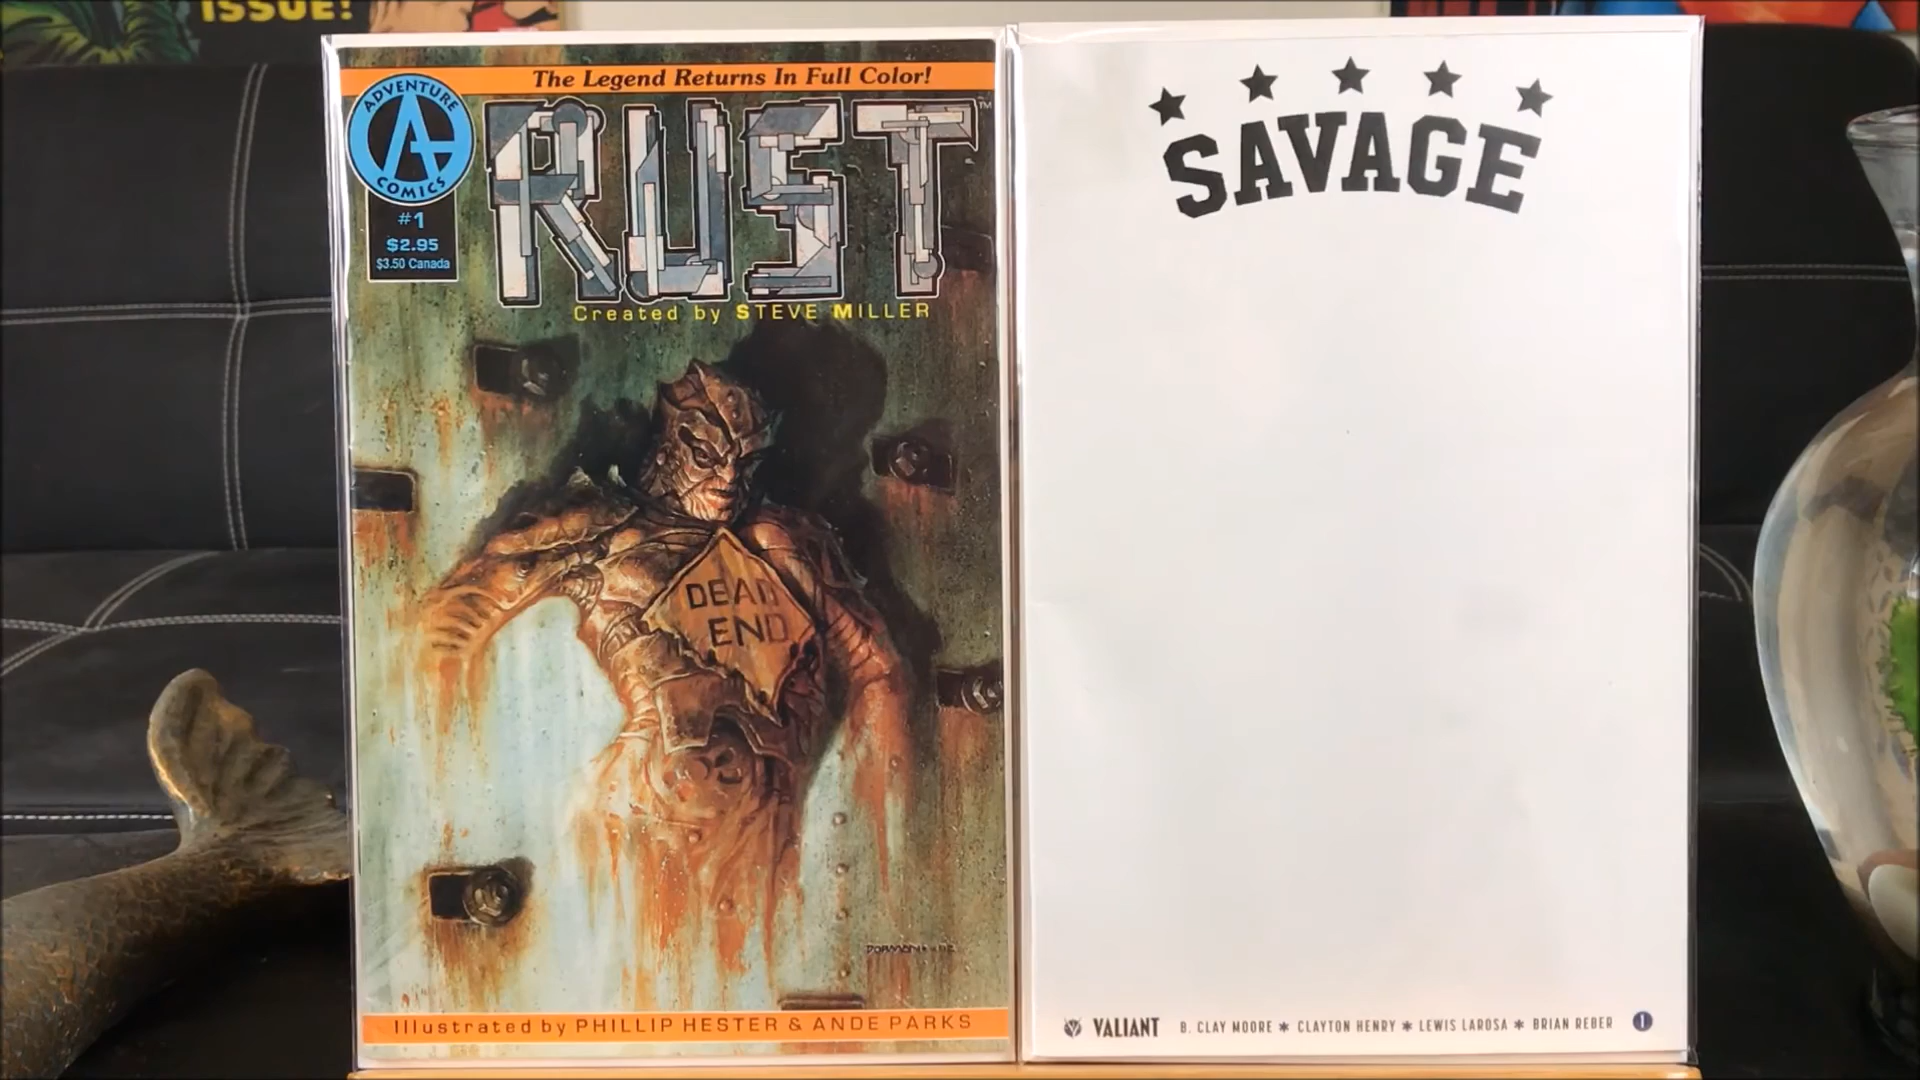 ISSUE!
The Legend Returns In Full Color!
ADVENTURE
COMICS
#1
$2.95
$3.50 Canada
RUST™
Created by STEVE MILLER
DEAD
END
Illustrated by PHILLIP HESTER & ANDE PARKS
SAVAGE
VALIANT B. CLAY MOORE * CLAYTON HENRY * LEWIS LAROSA * BRIAN REBER 1